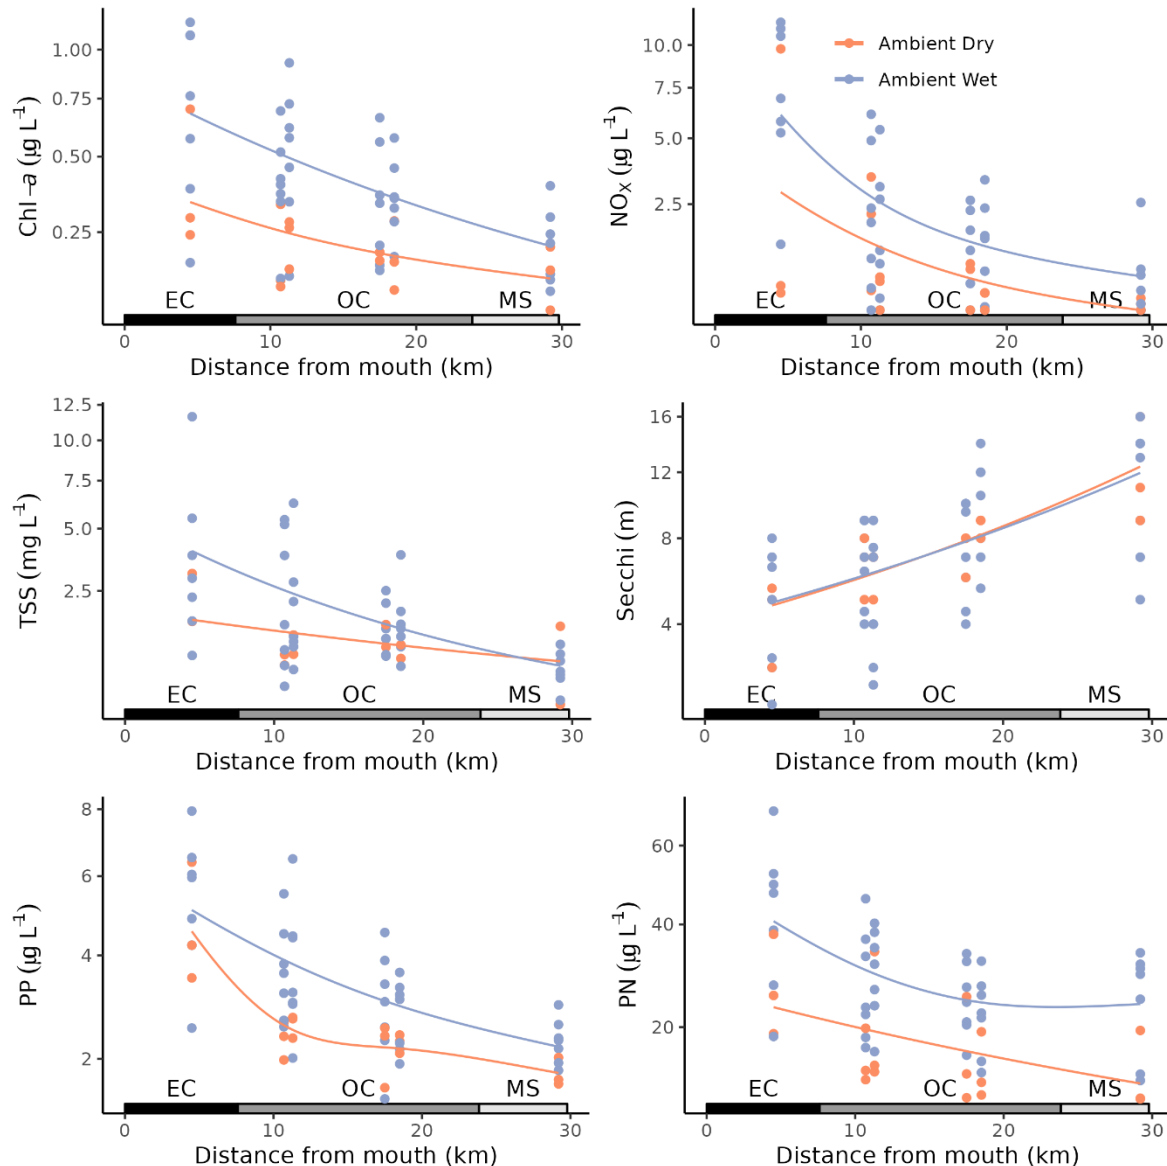 Chl −a (µg L⁻¹)
1.00
0.75
0.50
0.25
EC OC MS
0 10 20 30
Distance from mouth (km)
NOₓ (µg L⁻¹)
10.0
7.5
5.0
2.5
Ambient Dry
Ambient Wet
EC OC MS
0 10 20 30
Distance from mouth (km)
TSS (mg L⁻¹)
12.5
10.0
7.5
5.0
2.5
EC OC MS
0 10 20 30
Distance from mouth (km)
Secchi (m)
16
12
8
4
EC OC MS
0 10 20 30
Distance from mouth (km)
PP (µg L⁻¹)
8
6
4
2
EC OC MS
0 10 20 30
Distance from mouth (km)
PN (µg L⁻¹)
60
40
20
EC OC MS
0 10 20 30
Distance from mouth (km)